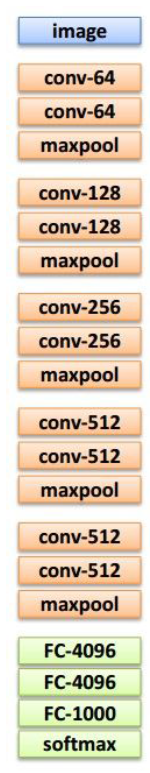 image
conv-64
conv-64
maxpool
conv-128
conv-128
maxpool
conv-256
conv-256
maxpool
conv-512
conv-512
maxpool
conv-512
conv-512
maxpool
FC-4096
FC-4096
FC-1000
softmax